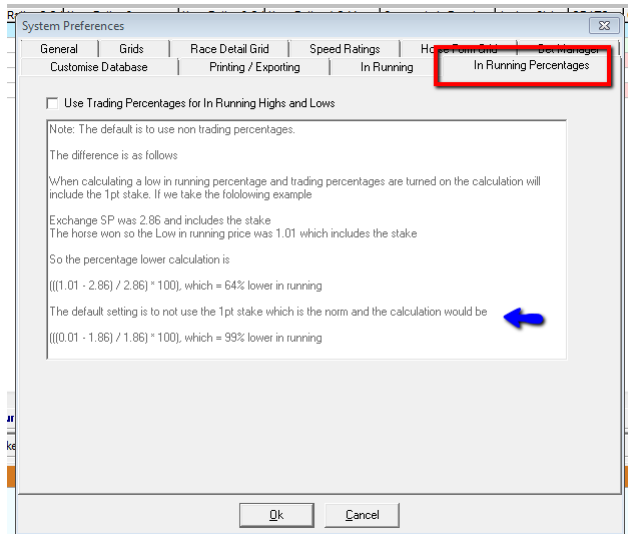 System Preferences
General
Grids
Race Detail Grid
Speed Ratings
Horse Form Grid
Bet Manager
Customise Database
Printing / Exporting
In Running
In Running Percentages
Use Trading Percentages for In Running Highs and Lows
Note: The default is to use non trading percentages.
The difference is as follows
When calculating a low in running percentage and trading percentages are turned on the calculation will
include the 1pt stake. If we take the fololowing example
Exchange SP was 2.86 and includes the stake
The horse won so the Low in running price was 1.01 which includes the stake
So the percentage lower calculation is
(((1.01 - 2.86) / 2.86) * 100), which = 64% lower in running
The default setting is to not use the 1pt stake which is the norm and the calculation would be
(((0.01 - 1.86) / 1.86) * 100), which = 99% lower in running
Ok
Cancel